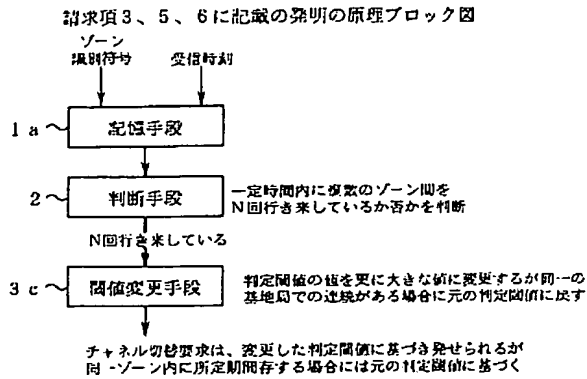 請求項3、5、6に記載の発明の原理ブロック図
ゾーン
識別符号
受信時刻
1a
記憶手段
2
判断手段
一定時間内に複数のゾーン間を
N回行き来しているか否かを判断
N回行き来している
3c
閾値変更手段
判定閾値の値を更に大きな値に変更するが同一の
基地局での連続がある場合に元の判定閾値に戻す
チャネル切替要求は、変更した判定閾値に基づき発せられるが
同一ゾーン内に所定期間存する場合には元の判定閾値に基づく